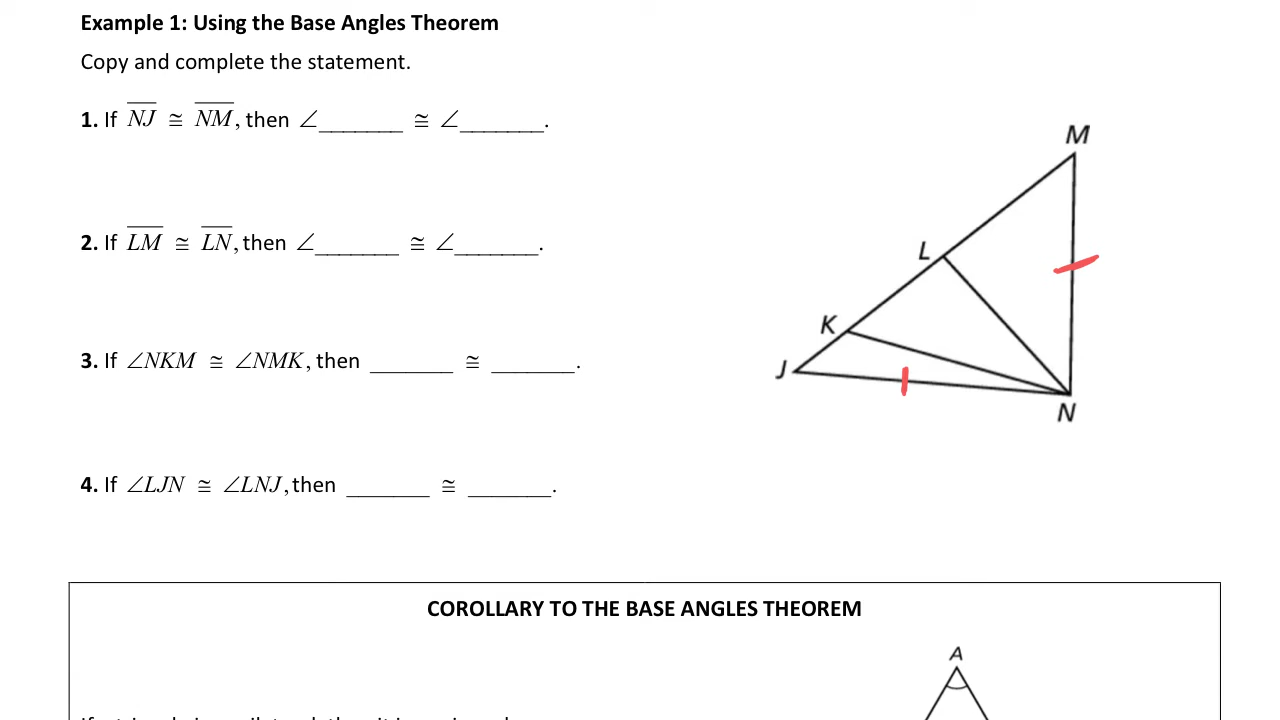 Example 1: Using the Base Angles Theorem
Copy and complete the statement.
1. If NJ ≅ NM, then ∠_______ ≅ ∠_______.
M
2. If LM ≅ LN, then ∠_______ ≅ ∠_______.
L
K
3. If ∠NKM ≅ ∠NMK, then _______ ≅ _______.
J
N
4. If ∠LJN ≅ ∠LNJ, then _______ ≅ _______.
COROLLARY TO THE BASE ANGLES THEOREM
A